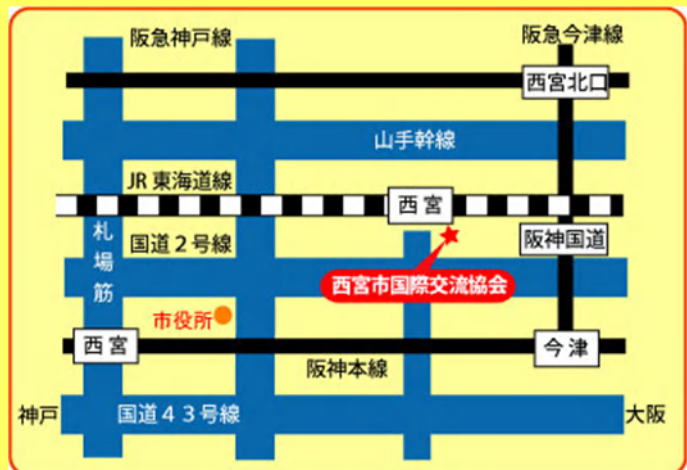 阪急神戸線
阪急今津線
西宮北口
山手幹線
JR 東海道線
西 宮
札場筋
国道２号線
阪神国道
西宮市国際交流協会
市役所
西 宮
今 津
阪神本線
神戸
国道４３号線
大阪